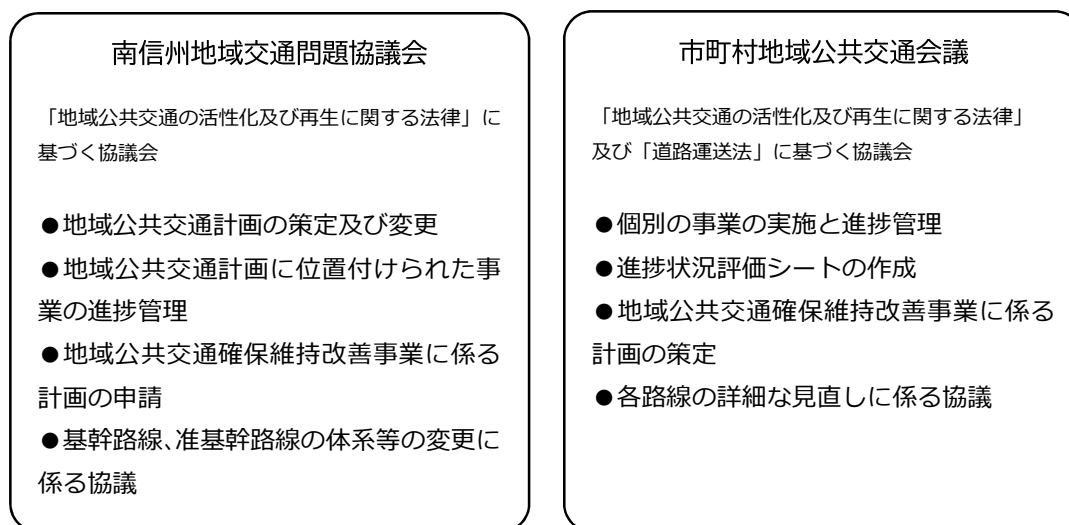 南信州地域交通問題協議会
「地域公共交通の活性化及び再生に関する法律」に
基づく協議会
●地域公共交通計画の策定及び変更
●地域公共交通計画に位置付けられた事
業の進捗管理
●地域公共交通確保維持改善事業に係る
計画の申請
●基幹路線、准基幹路線の体系等の変更に
係る協議
市町村地域公共交通会議
「地域公共交通の活性化及び再生に関する法律」
及び「道路運送法」に基づく協議会
●個別の事業の実施と進捗管理
●進捗状況評価シートの作成
●地域公共交通確保維持改善事業に係る
計画の策定
●各路線の詳細な見直しに係る協議